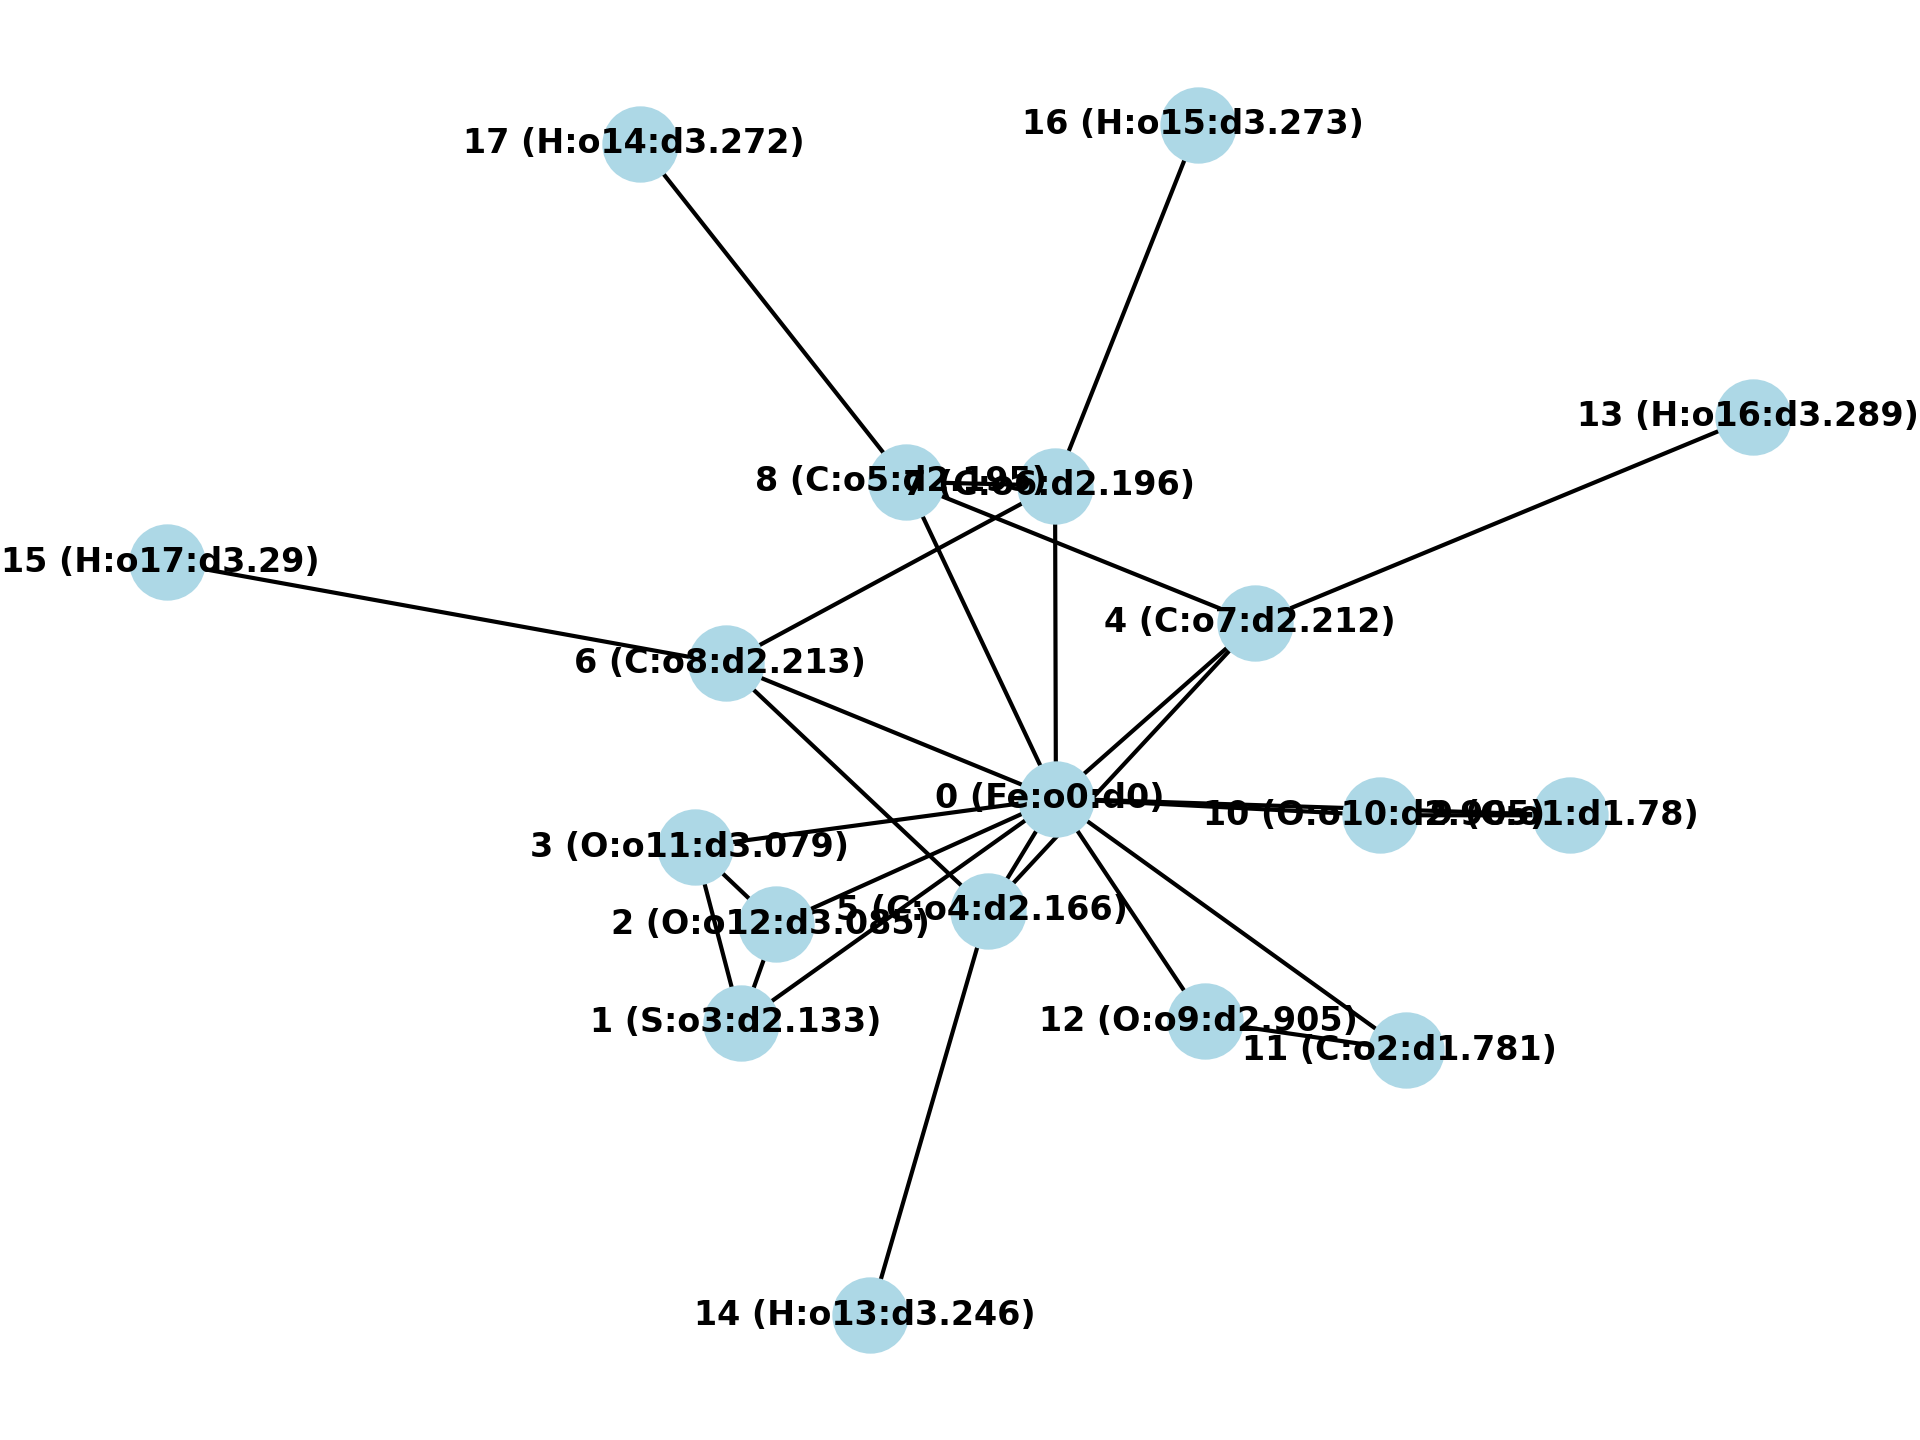 16 (H:o15:d3.273)
17 (H:o14:d3.272)
13 (H:o16:d3.289)
8 (C:o5:d2.195)
7 (C:o6:d2.196)
15 (H:o17:d3.29)
4 (C:o7:d2.212)
6 (C:o8:d2.213)
0 (Fe:o0:d0)
10 (O:o10:d2.905)
9 (C:o1:d1.78)
3 (O:o11:d3.079)
5 (C:o4:d2.166)
2 (O:o12:d3.085)
1 (S:o3:d2.133)
12 (O:o9:d2.905)
11 (C:o2:d1.781)
14 (H:o13:d3.246)